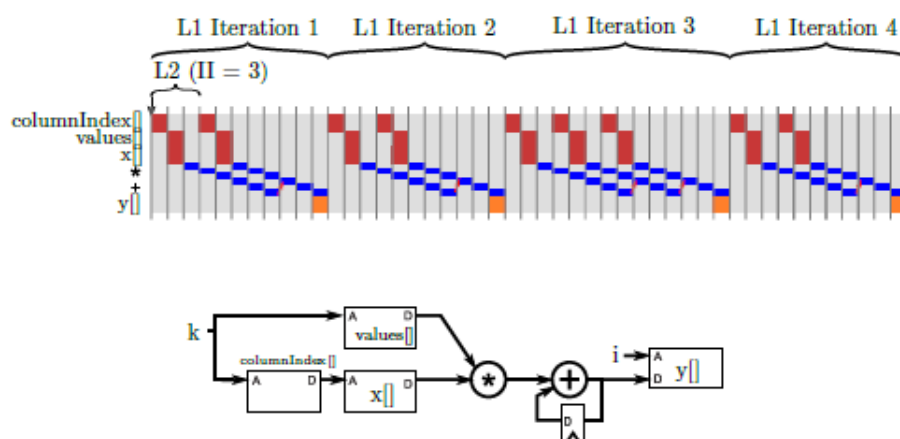 L1 Iteration 1 L1 Iteration 2 L1 Iteration 3 L1 Iteration 4
L2 (II = 3)
columnIndex[]
values[]
x[]
*
+
y[]
k
A D
values[]
columnIndex[]
A D
A D
x[]
*
+
i
A
D
y[]
D